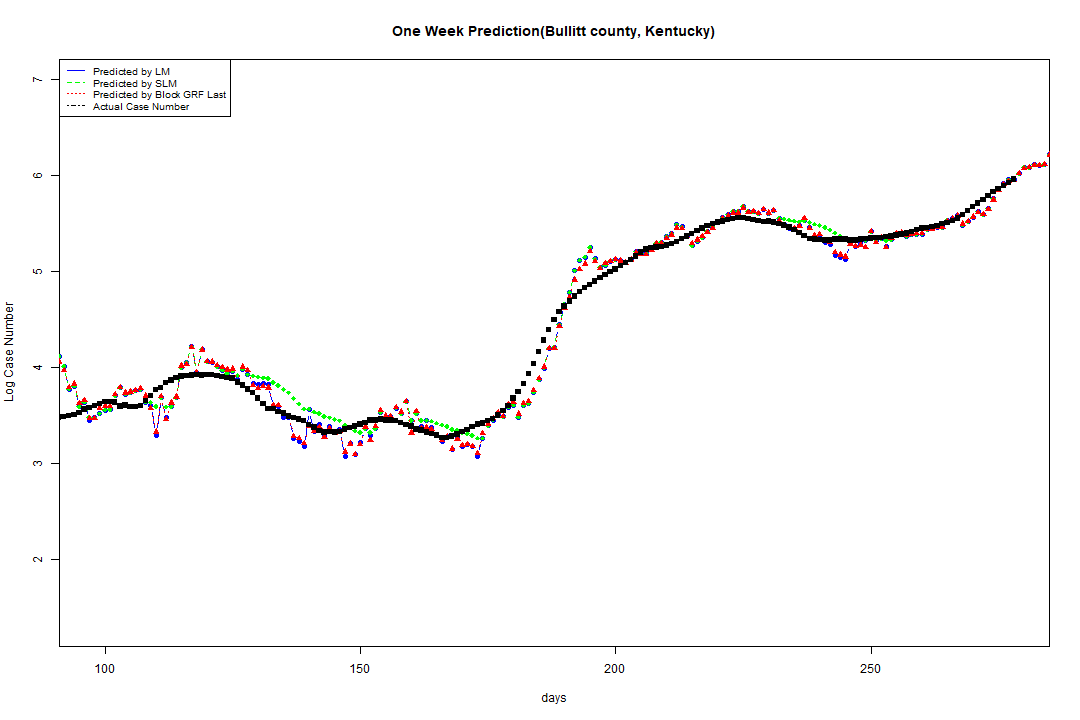 One Week Prediction(Bullitt county, Kentucky)
Predicted by LM
Predicted by SLM
Predicted by Block GRF Last
Actual Case Number
7
6
5
4
3
2
Log Case Number
100 150 200 250
days